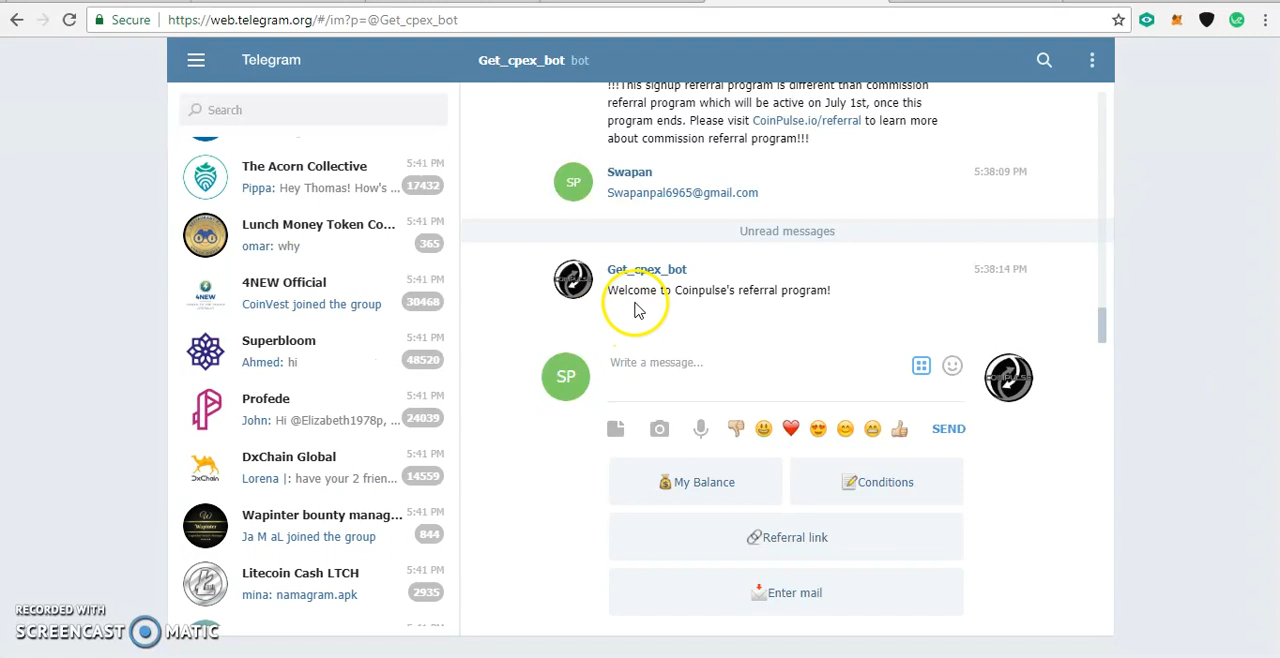 Secure
https://web.telegram.org/#/im?p=@Get_cpex_bot
Telegram
Get_cpex_bot bot
Search
The Acorn Collective 5:41 PM
Pippa: Hey Thomas! How's ... 17432
Lunch Money Token Co... 5:41 PM
omar: why 365
4NEW Official 5:41 PM
CoinVest joined the group 30468
Superbloom 5:41 PM
Ahmed: hi 48520
Profede 5:41 PM
John: Hi @Elizabeth1978p, ... 24039
DxChain Global 5:41 PM
Lorena |: have your 2 frien... 14559
Wapinter bounty manag... 5:41 PM
Ja M aL joined the group 844
Litecoin Cash LTCH 5:41 PM
mina: namagram.apk 2935
!!!This signup referral program is different than commission
referral program which will be active on July 1st, once this
program ends. Please visit CoinPulse.io/referral to learn more
about commission referral program!!!
SP
Swapan 5:38:09 PM
Swapanpal6965@gmail.com
Unread messages
Get_cpex_bot 5:38:14 PM
Welcome to Coinpulse's referral program!
SP
Write a message...
COINPULSE
SEND
My Balance
Conditions
Referral link
Enter mail
4NEW
DxChain
Wapinter
RECORDED WITH
SCREENCAST MATIC